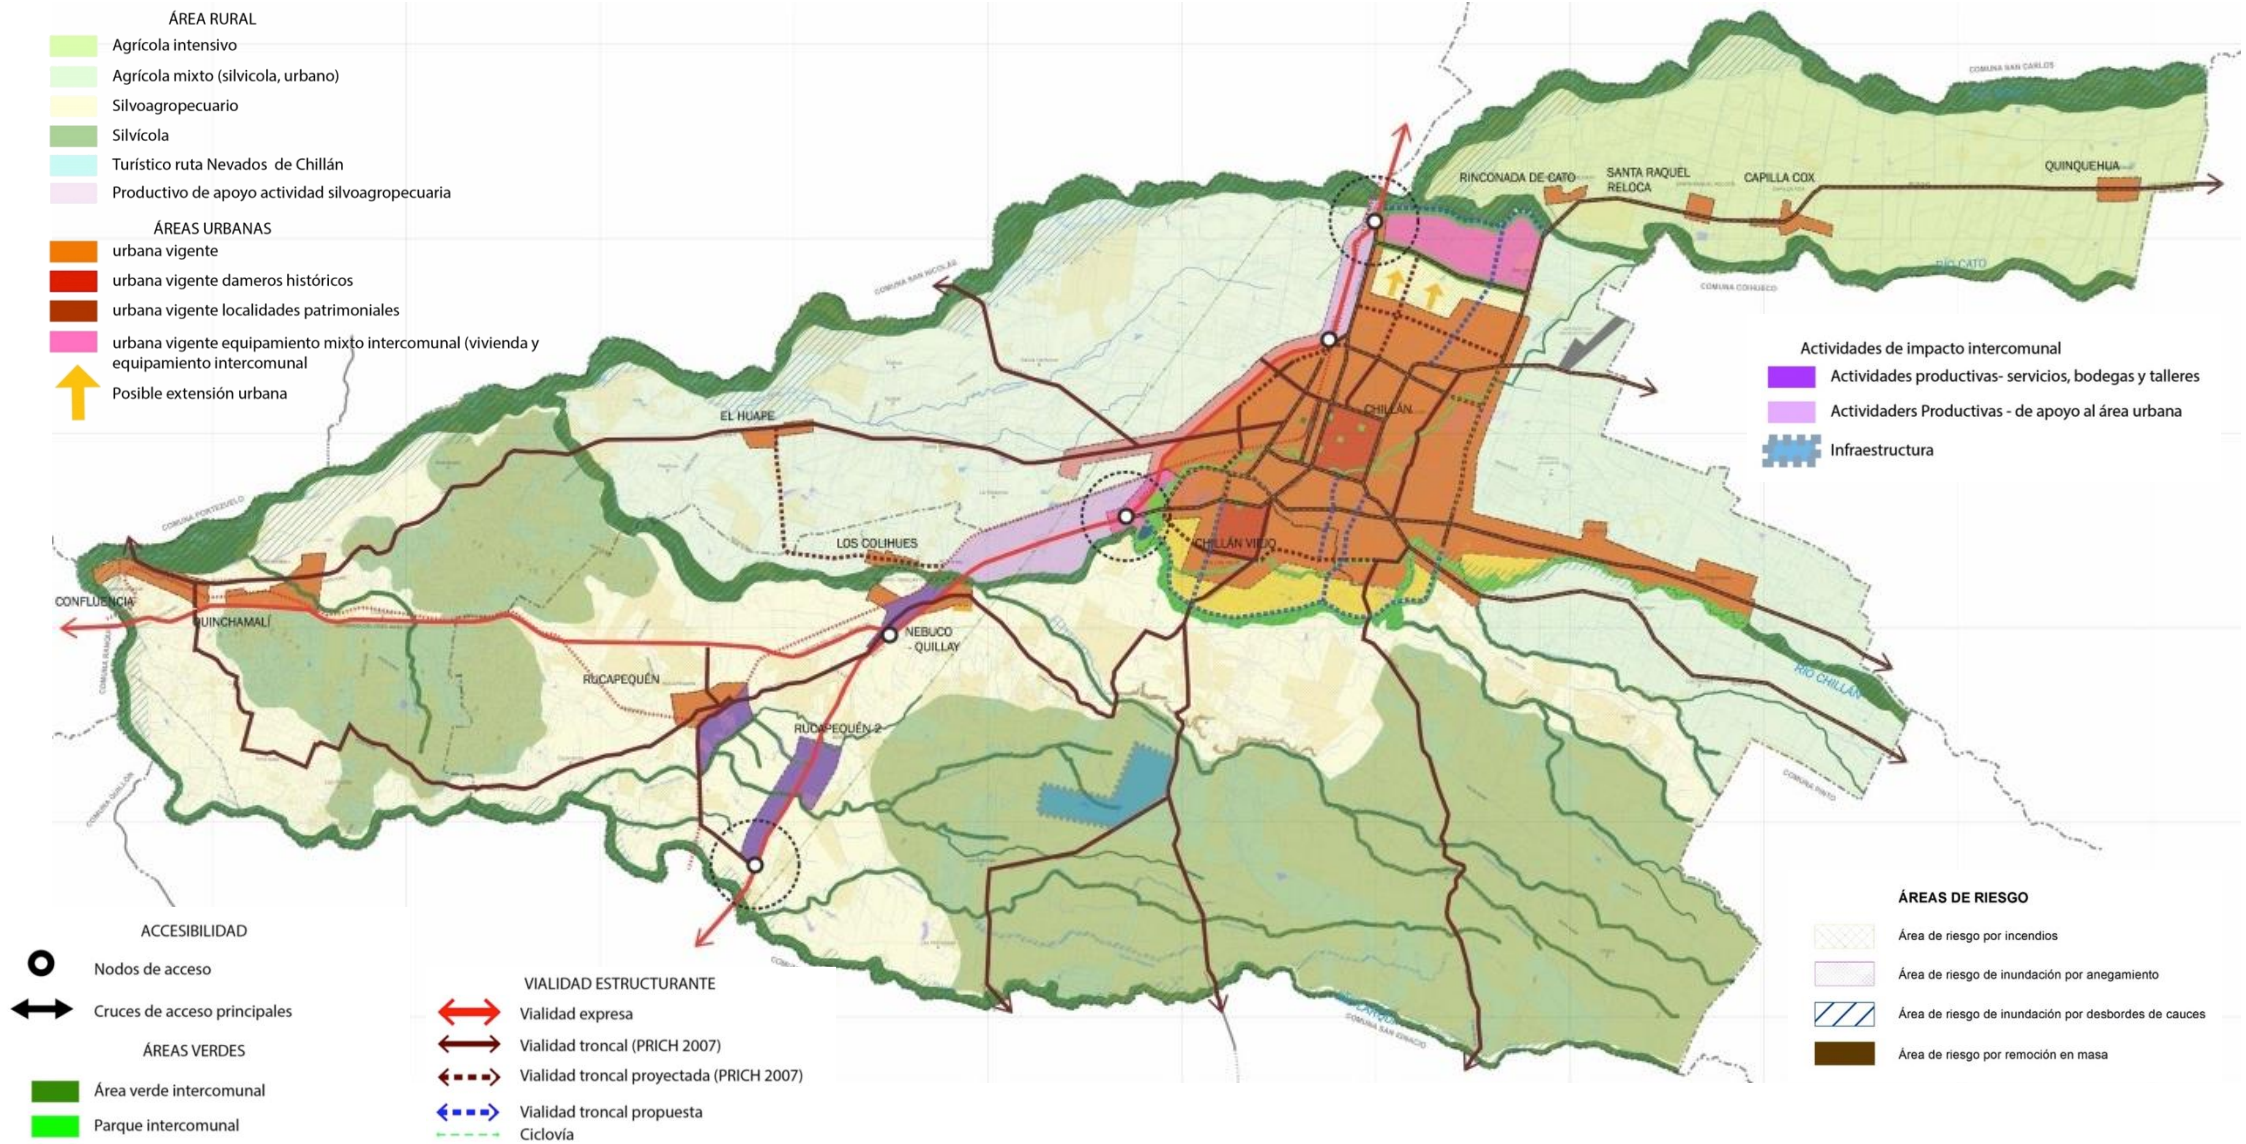 ÁREA RURAL
Agrícola intensivo
Agrícola mixto (silvicola, urbano)
Silvoagropecuario
Silvícola
Turístico ruta Nevados de Chillán
Productivo de apoyo actividad silvoagropecuaria
ÁREAS URBANAS
urbana vigente
urbana vigente dameros históricos
urbana vigente localidades patrimoniales
urbana vigente equipamiento mixto intercomunal (vivienda y
equipamiento intercomunal
Posible extensión urbana
COMUNA SAN CARLOS
RINCONADA DE CATO
SANTA RAQUEL
RELOCA
CAPILLA COX
QUINQUEHUA
RÍO CATO
COMUNA COIHUECO
COMUNA SAN NICOLAS
EL HUAPE
CHILLÁN
LOS COLIHUES
CHILLÁN VIEJO
COMUNA PORTEZUELO
CONFLUENCIA
QUINCHAMALÍ
NEBUCO
- QUILLAY
RUCAPEQUÉN
RUCAPEQUÉN 2
COMUNA QUILLÓN
RÍO CHILLÁN
COMUNA PINTO
COMUNA SAN IGNACIO
Actividades de impacto intercomunal
Actividades productivas- servicios, bodegas y talleres
Actividaders Productivas - de apoyo al área urbana
Infraestructura
ACCESIBILIDAD
Nodos de acceso
Cruces de acceso principales
ÁREAS VERDES
Área verde intercomunal
Parque intercomunal
VIALIDAD ESTRUCTURANTE
Vialidad expresa
Vialidad troncal (PRICH 2007)
Vialidad troncal proyectada (PRICH 2007)
Vialidad troncal propuesta
Ciclovía
ÁREAS DE RIESGO
Área de riesgo por incendios
Área de riesgo de inundación por anegamiento
Área de riesgo de inundación por desbordes de cauces
Área de riesgo por remoción en masa